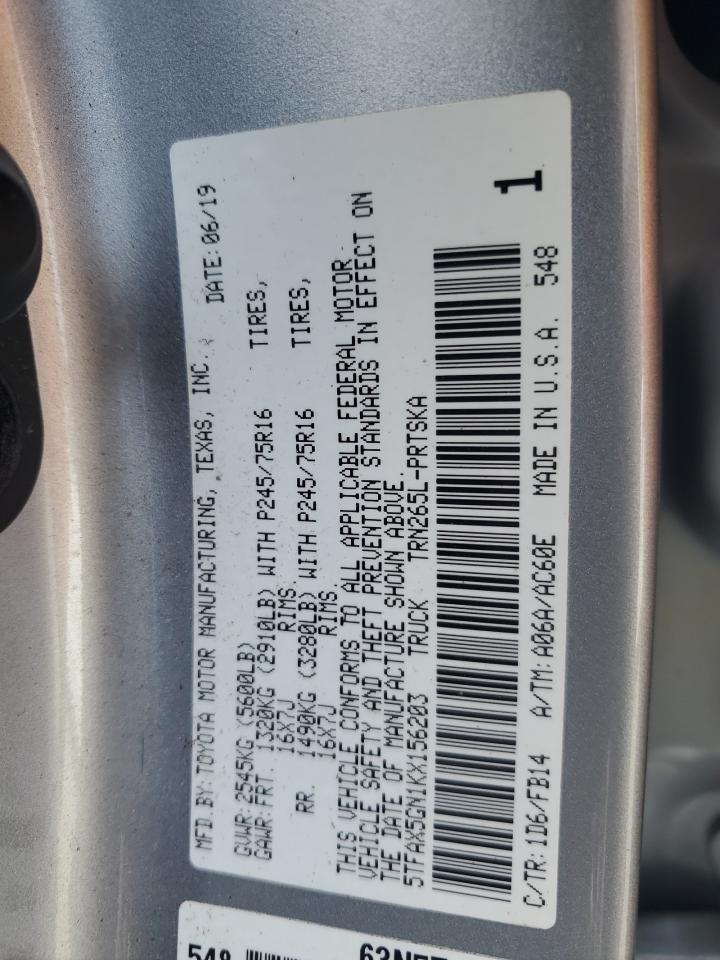 MFD.BY: TOYOTA MOTOR MANUFACTURING, TEXAS, INC. DATE: 06/19
GVWR: 2545KG (5600LB)
GAWR: FRT. 1320KG (2910LB) WITH P245/75R16 TIRES,
16X7J RIMS.
RR. 1490KG (3280LB) WITH P245/75R16 TIRES,
16X7J RIMS.
THIS VEHICLE CONFORMS TO ALL APPLICABLE FEDERAL MOTOR
VEHICLE SAFETY AND THEFT PREVENTION STANDARDS IN EFFECT ON
THE DATE OF MANUFACTURE SHOWN ABOVE.
5TFAX5GN1KX156203 TRUCK TRN265L-PRTSKA
1
C/TR: 1D6/FB14 A/TM: A06A/AC60E MADE IN U.S.A. 548
548